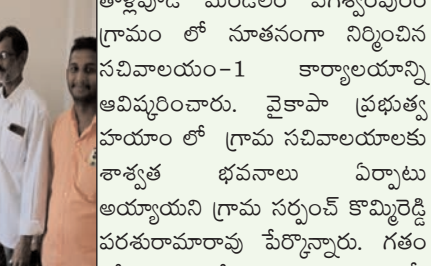 తాళ్లపూడి మండలం వేగేశ్వరపురం
గ్రామం లో నూతనంగా నిర్మించిన
సచివాలయం-1 కార్యాలయాన్ని
ఆవిష్కరించారు. వైకాపా ప్రభుత్వ
హయాం లో గ్రామ సచివాలయాలకు
శాశ్వత భవనాలు ఏర్పాటు
అయ్యాయని గ్రామ సర్పంచ్ కొమ్మిరెడ్డి
పరశురామారావు పేర్కొన్నారు. గతం